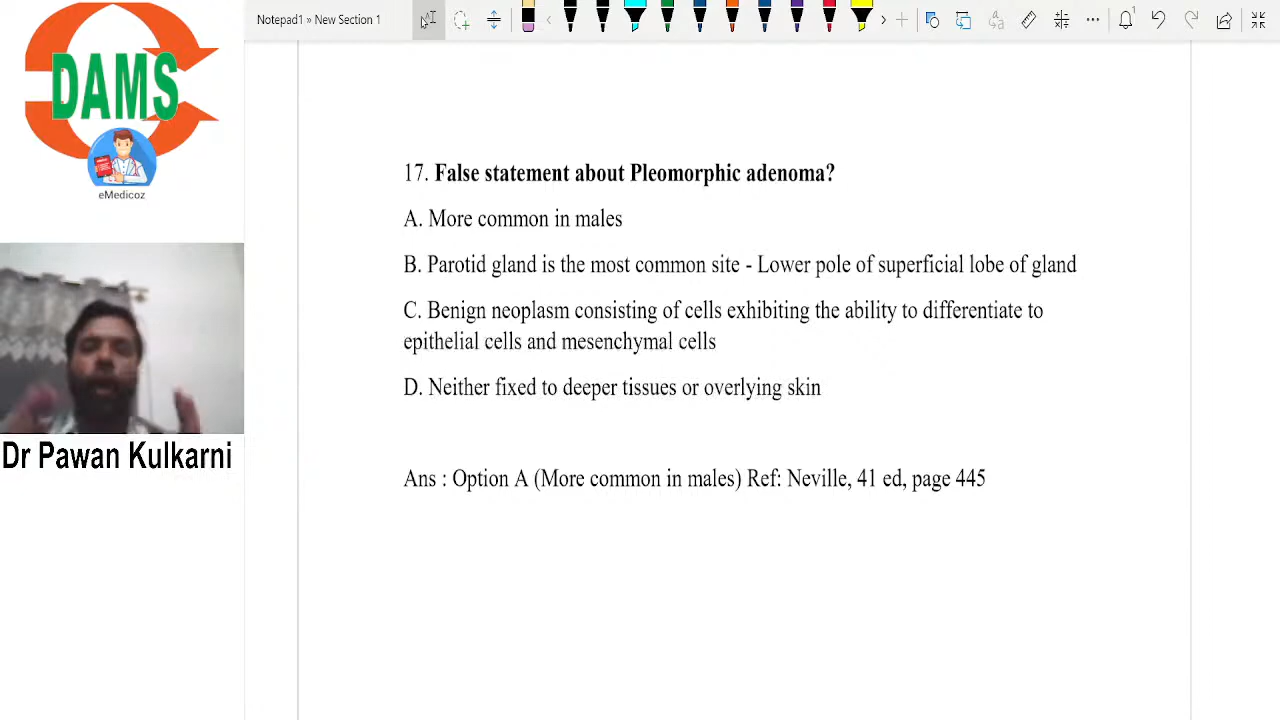 Notepad1 » New Section 1
DAMS
eMedicoz
17. False statement about Pleomorphic adenoma?
A. More common in males
B. Parotid gland is the most common site - Lower pole of superficial lobe of gland
C. Benign neoplasm consisting of cells exhibiting the ability to differentiate to
epithelial cells and mesenchymal cells
D. Neither fixed to deeper tissues or overlying skin
Dr Pawan Kulkarni
Ans : Option A (More common in males) Ref: Neville, 41 ed, page 445